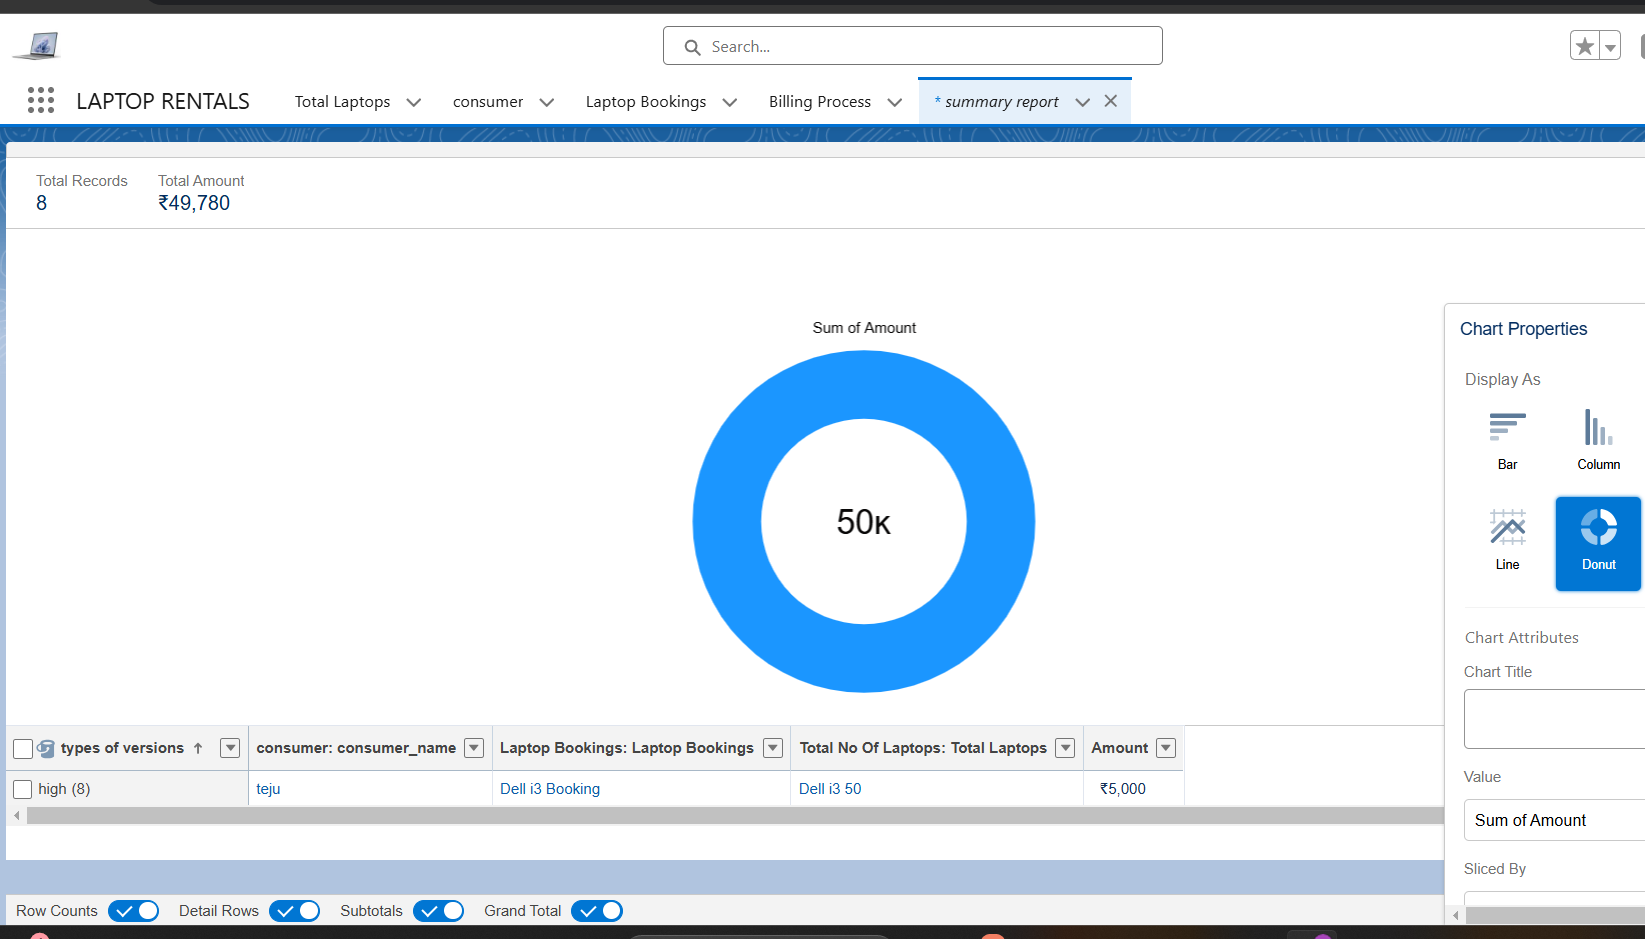 Search...
LAPTOP RENTALS
Total Laptops
consumer
Laptop Bookings
Billing Process
* summary report
Total Records
8
Total Amount
₹49,780
Sum of Amount
50K
Chart Properties
Display As
Bar
Column
Line
Donut
Chart Attributes
Chart Title
Value
Sum of Amount
Sliced By
types of versions ↑
consumer: consumer_name
Laptop Bookings: Laptop Bookings
Total No Of Laptops: Total Laptops
Amount
high (8)
teju
Dell i3 Booking
Dell i3 50
₹5,000
Row Counts
Detail Rows
Subtotals
Grand Total